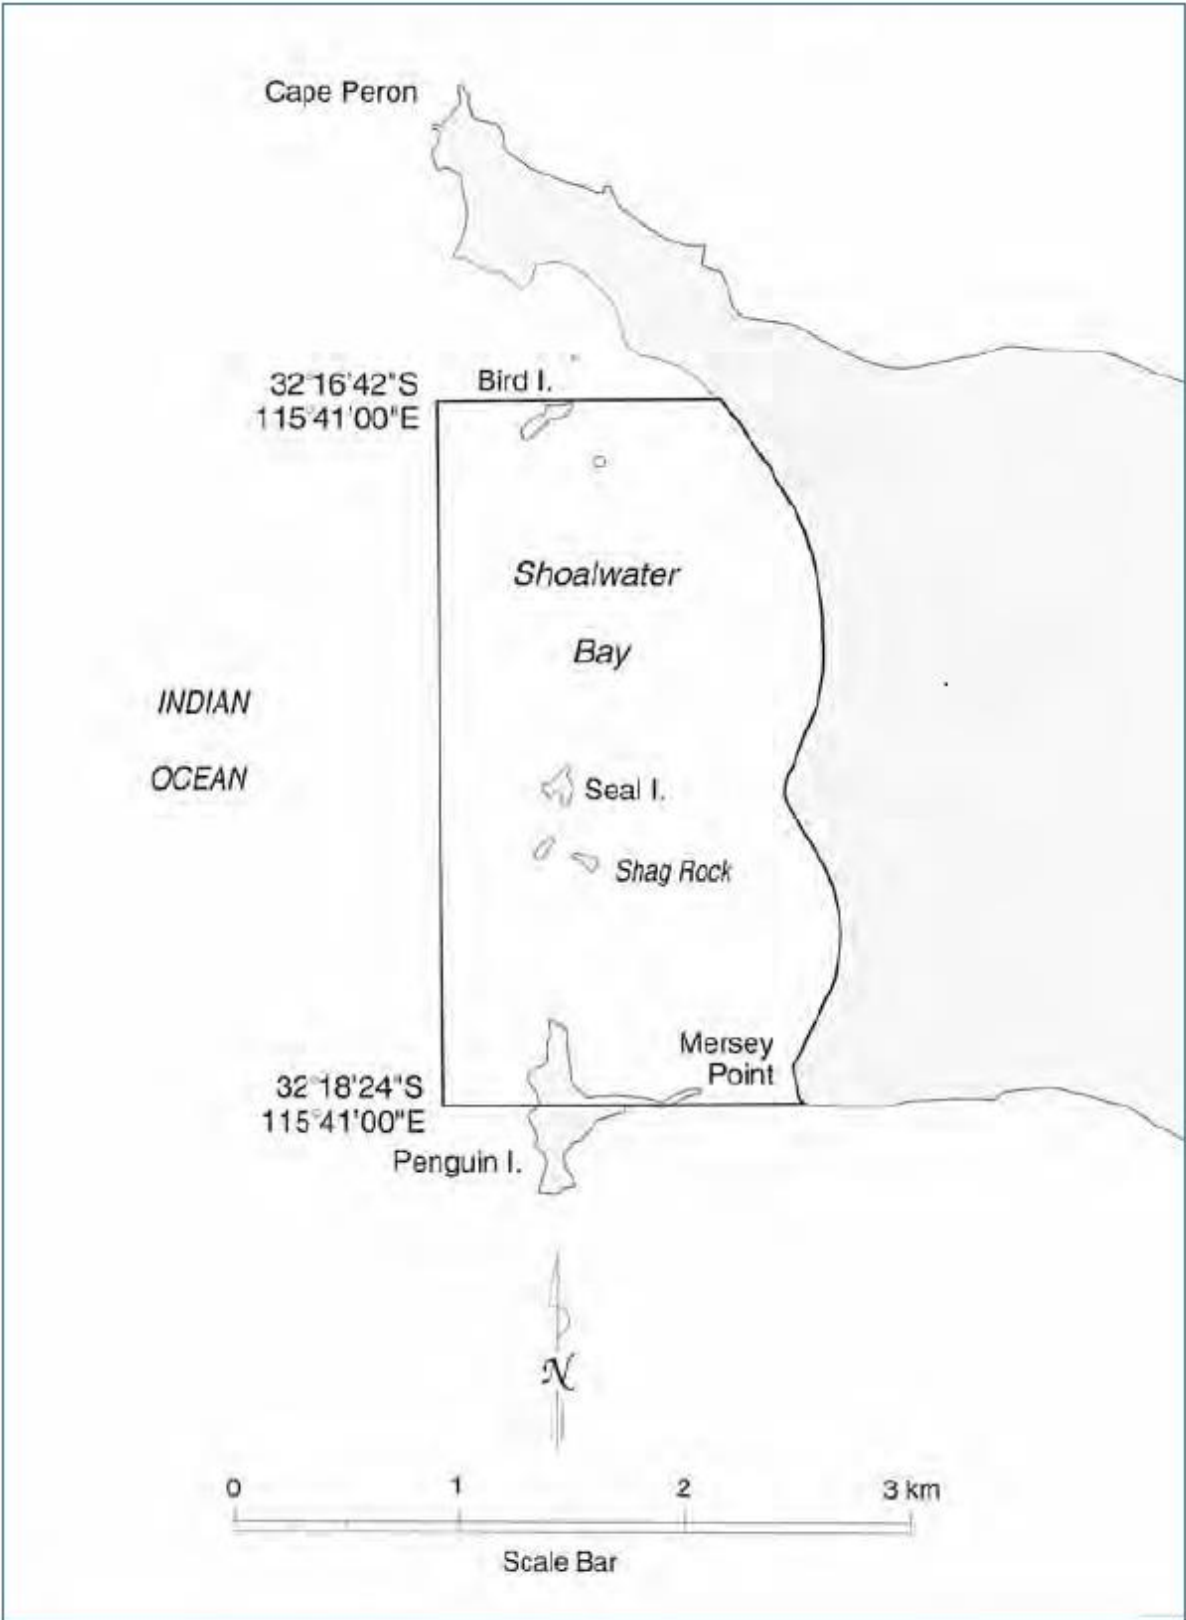 Cape Peron
32°16'42"S
115°41'00"E
Bird I.
Shoalwater
Bay
INDIAN
OCEAN
Seal I.
Shag Rock
Mersey
Point
32°18'24"S
115°41'00"E
Penguin I.
N
0 1 2 3 km
Scale Bar